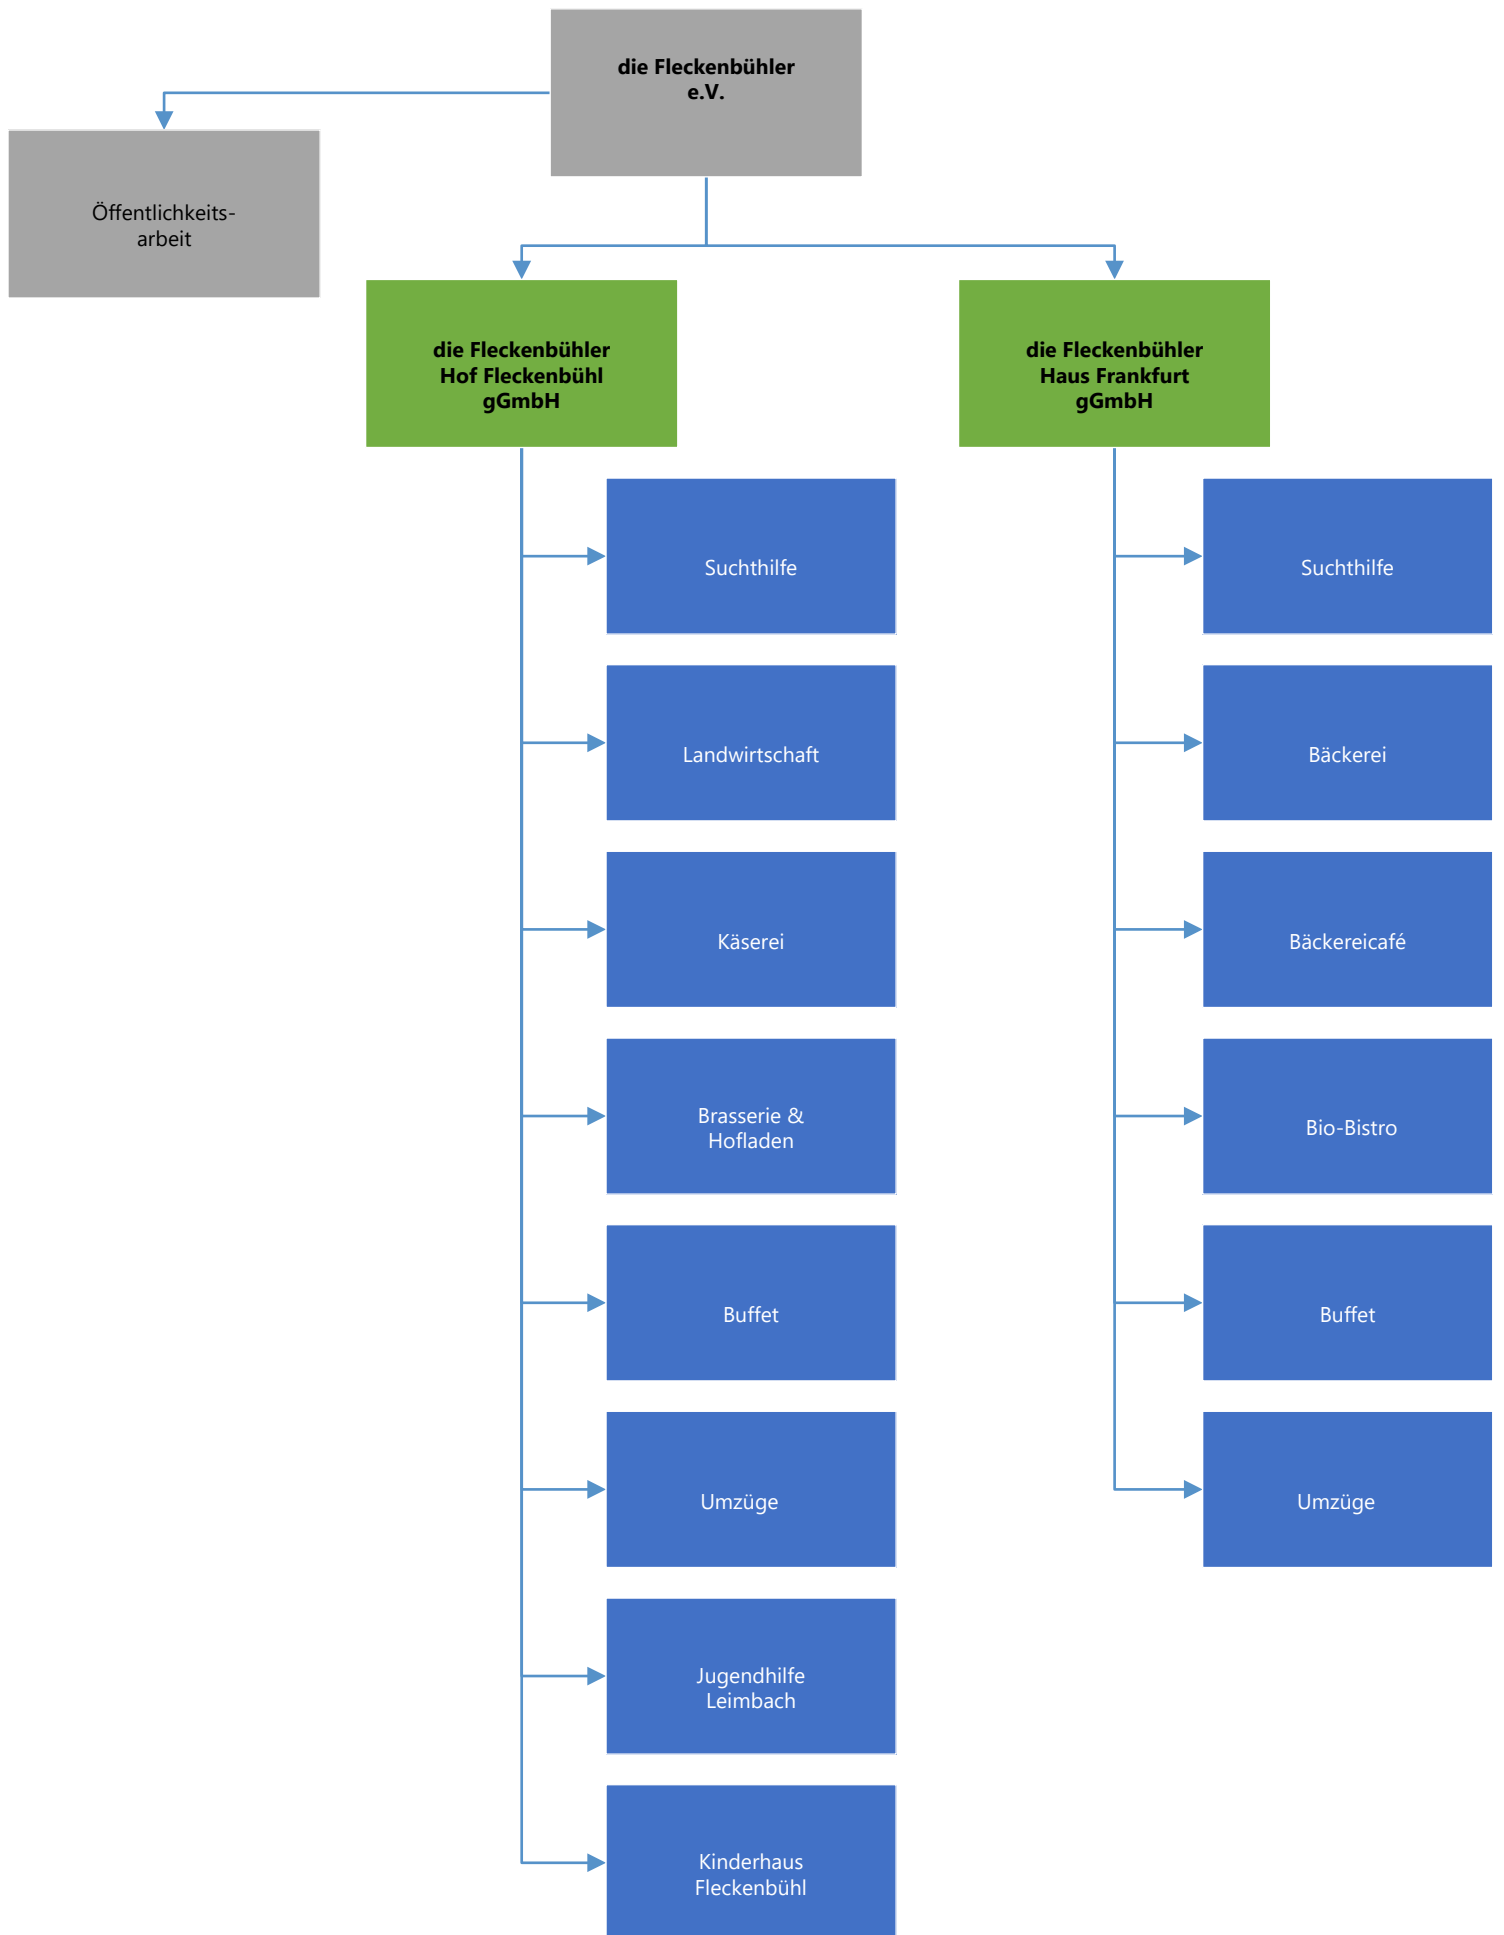 die Fleckenbühler
e.V.
Öffentlichkeits-
arbeit
die Fleckenbühler
Hof Fleckenbühl
gGmbH
die Fleckenbühler
Haus Frankfurt
gGmbH
Suchthilfe
Landwirtschaft
Käserei
Brasserie &
Hofladen
Buffet
Umzüge
Jugendhilfe
Leimbach
Kinderhaus
Fleckenbühl
Suchthilfe
Bäckerei
Bäckereicafé
Bio-Bistro
Buffet
Umzüge